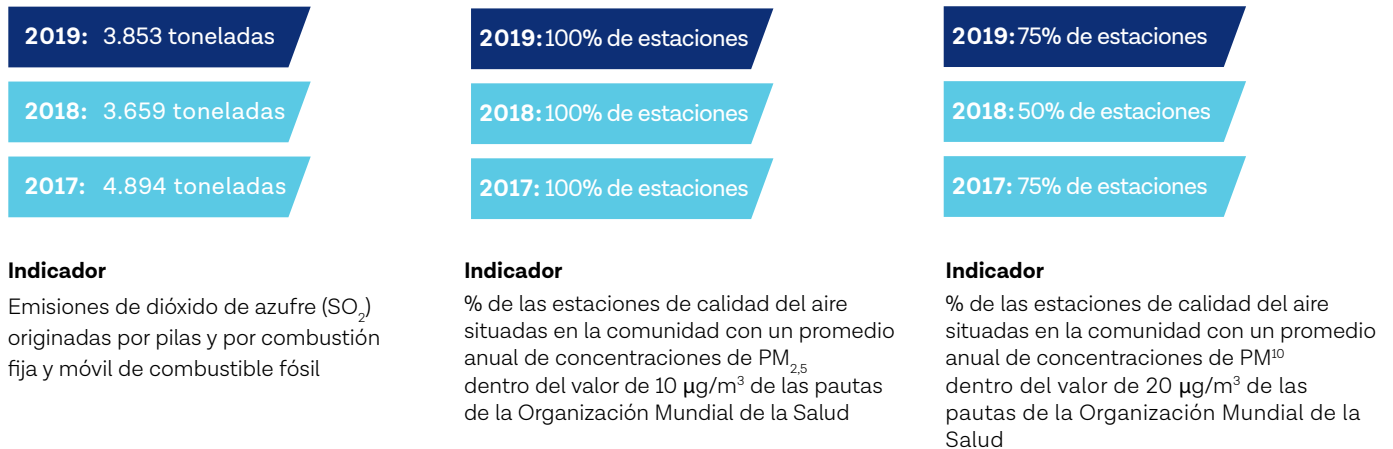 2019: 3.853 toneladas
2018: 3.659 toneladas
2017: 4.894 toneladas
Indicador
Emisiones de dióxido de azufre (SO₂)
originadas por pilas y por combustión
fija y móvil de combustible fósil
2019: 100% de estaciones
2018: 100% de estaciones
2017: 100% de estaciones
Indicador
% de las estaciones de calidad del aire
situadas en la comunidad con un promedio
anual de concentraciones de PM₂,₅
dentro del valor de 10 µg/m³ de las pautas
de la Organización Mundial de la Salud
2019: 75% de estaciones
2018: 50% de estaciones
2017: 75% de estaciones
Indicador
% de las estaciones de calidad del aire
situadas en la comunidad con un promedio
anual de concentraciones de PM¹⁰
dentro del valor de 20 µg/m³ de las
pautas de la Organización Mundial de la
Salud